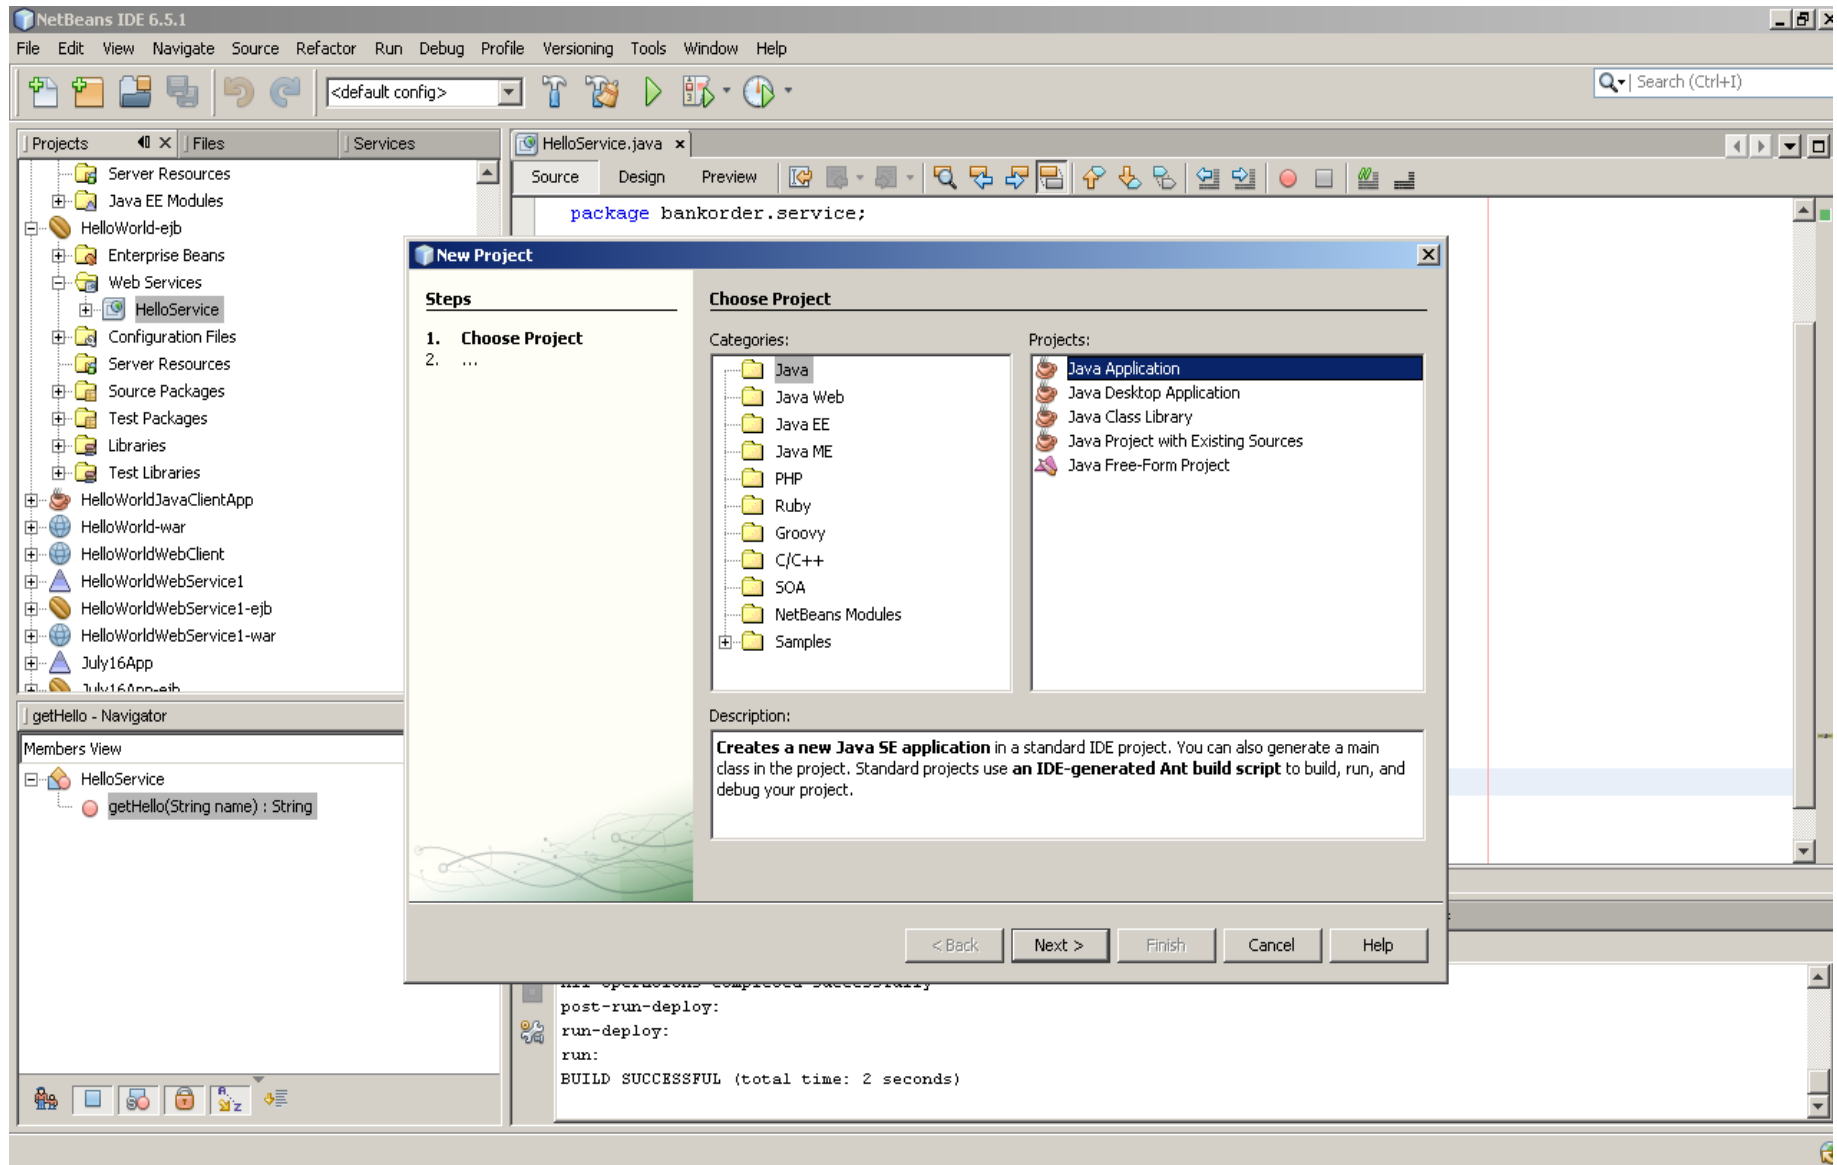 NetBeans IDE 6.5.1
File Edit View Navigate Source Refactor Run Debug Profile Versioning Tools Window Help
<default config>
Search (Ctrl+I)
Projects
Files
Services
HelloService.java
Source Design Preview
Server Resources
Java EE Modules
HelloWorld-ejb
Enterprise Beans
Web Services
HelloService
Configuration Files
Server Resources
Source Packages
Test Packages
Libraries
Test Libraries
HelloWorldJavaClientApp
HelloWorld-war
HelloWorldWebClient
HelloWorldWebService1
HelloWorldWebService1-ejb
HelloWorldWebService1-war
July16App
July16App-ejb
package bankorder.service;
New Project
Steps
1. Choose Project
2. ...
Choose Project
Categories:
Java
Java Web
Java EE
Java ME
PHP
Ruby
Groovy
C/C++
SOA
NetBeans Modules
Samples
Projects:
Java Application
Java Desktop Application
Java Class Library
Java Project with Existing Sources
Java Free-Form Project
Description:
Creates a new Java SE application in a standard IDE project. You can also generate a main
class in the project. Standard projects use an IDE-generated Ant build script to build, run, and
debug your project.
< Back
Next >
Finish
Cancel
Help
getHello - Navigator
Members View
HelloService
getHello(String name) : String
All operations completed successfully
post-run-deploy:
run-deploy:
run:
BUILD SUCCESSFUL (total time: 2 seconds)